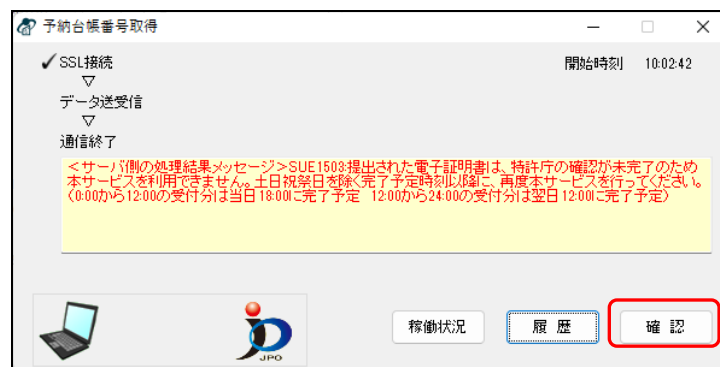 予納台帳番号取得
✓SSL接続
開始時刻 10:02:42
▽
データ送受信
▽
通信終了
＜サーバ側の処理結果メッセージ＞SUE1503:提出された電子証明書は、特許庁の確認が未完了のため
本サービスを利用できません。土日祝祭日を除く完了予定時刻以降に、再度本サービスを行ってください。
（0:00から12:00の受付分は当日18:00に完了予定　12:00から24:00の受付分は翌日12:00に完了予定）
JPO
稼働状況
履 歴
確 認